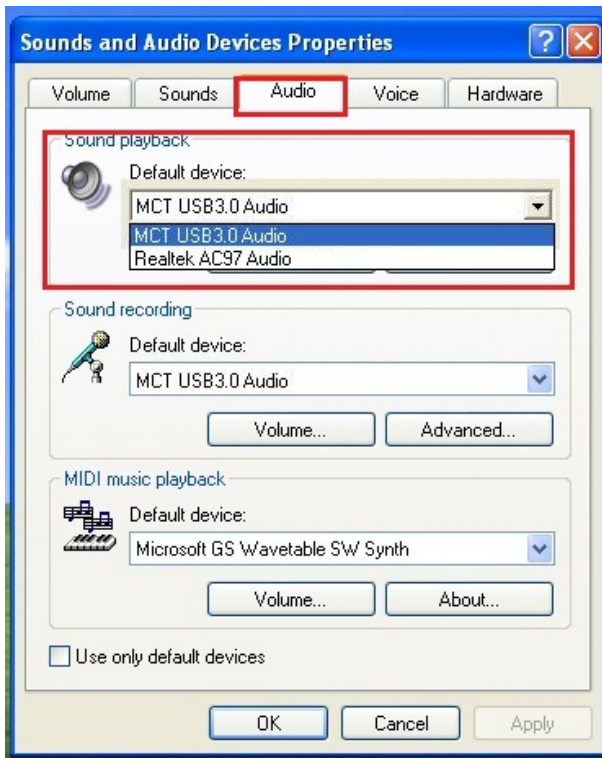 Sounds and Audio Devices Properties
Volume Sounds Audio Voice Hardware
Sound playback
Default device:
MCT USB3.0 Audio
MCT USB3.0 Audio
Realtek AC97 Audio
Sound recording
Default device:
MCT USB3.0 Audio
Volume... Advanced...
MIDI music playback
Default device:
Microsoft GS Wavetable SW Synth
Volume... About...
Use only default devices
OK Cancel Apply